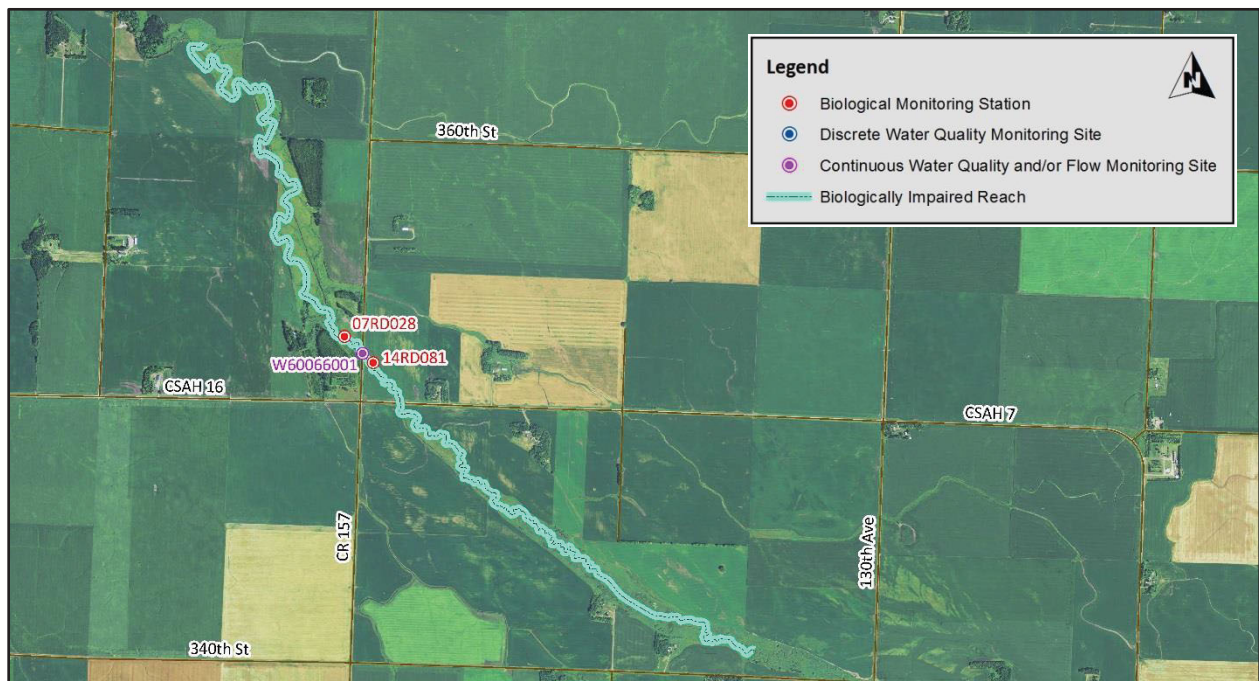 Legend
N
Biological Monitoring Station
Discrete Water Quality Monitoring Site
Continuous Water Quality and/or Flow Monitoring Site
Biologically Impaired Reach
360th St
07RD028
W60066001
14RD081
CSAH 16
CSAH 7
CR 157
130th Ave
340th St